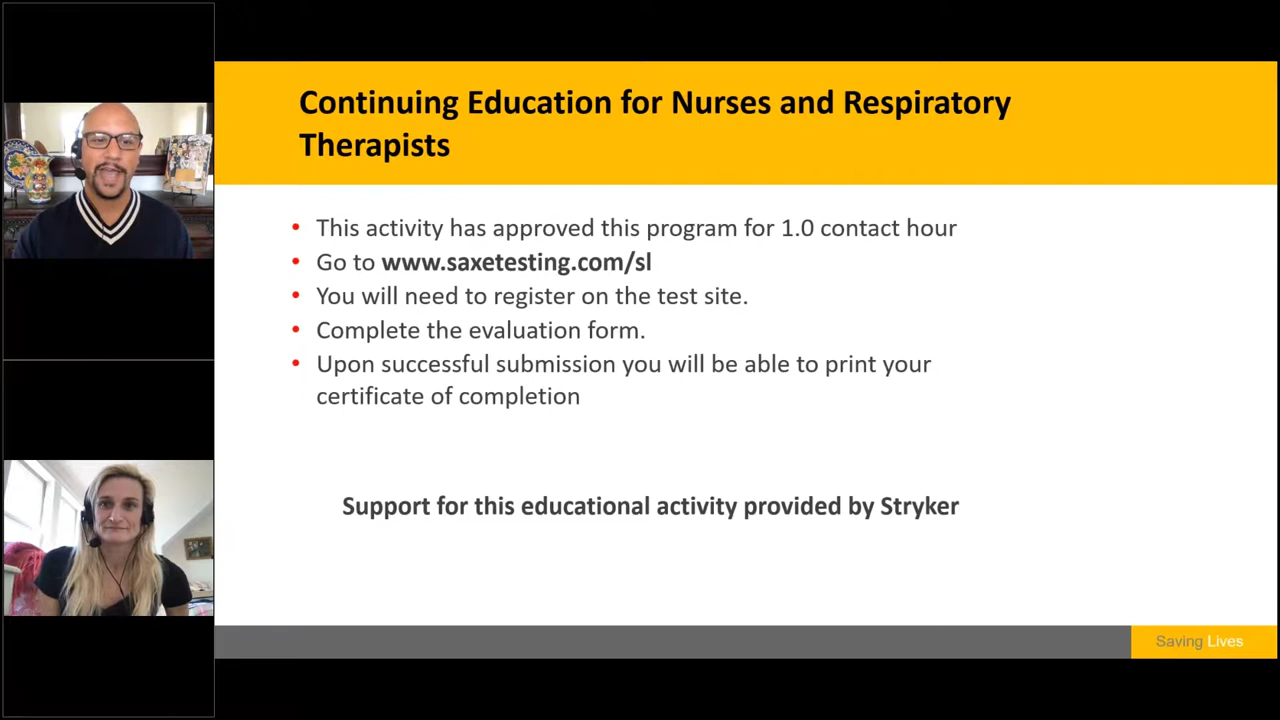 Continuing Education for Nurses and Respiratory
Therapists
• This activity has approved this program for 1.0 contact hour
• Go to www.saxetesting.com/sl
• You will need to register on the test site.
• Complete the evaluation form.
• Upon successful submission you will be able to print your
certificate of completion
Support for this educational activity provided by Stryker
Saving Lives